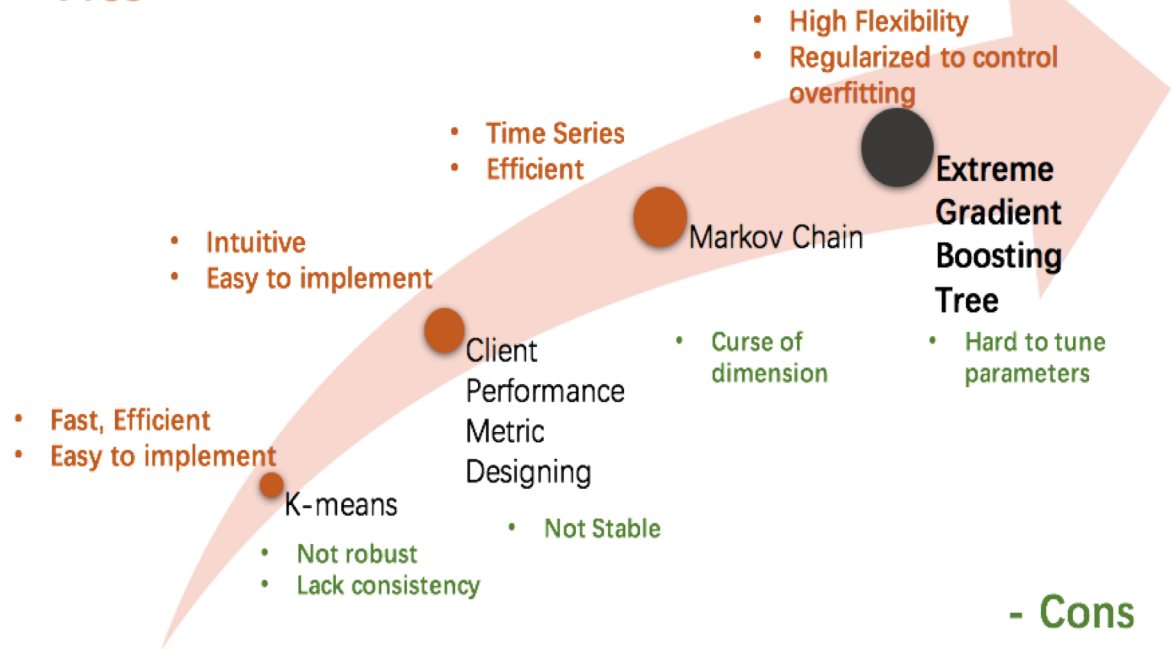 • High Flexibility
• Regularized to control
overfitting
• Time Series
• Efficient
Extreme
Gradient
Boosting
Tree
Markov Chain
• Intuitive
• Easy to implement
• Curse of
dimension
• Hard to tune
parameters
Client
Performance
Metric
Designing
• Fast, Efficient
• Easy to implement
K-means
• Not Stable
• Not robust
• Lack consistency
- Cons